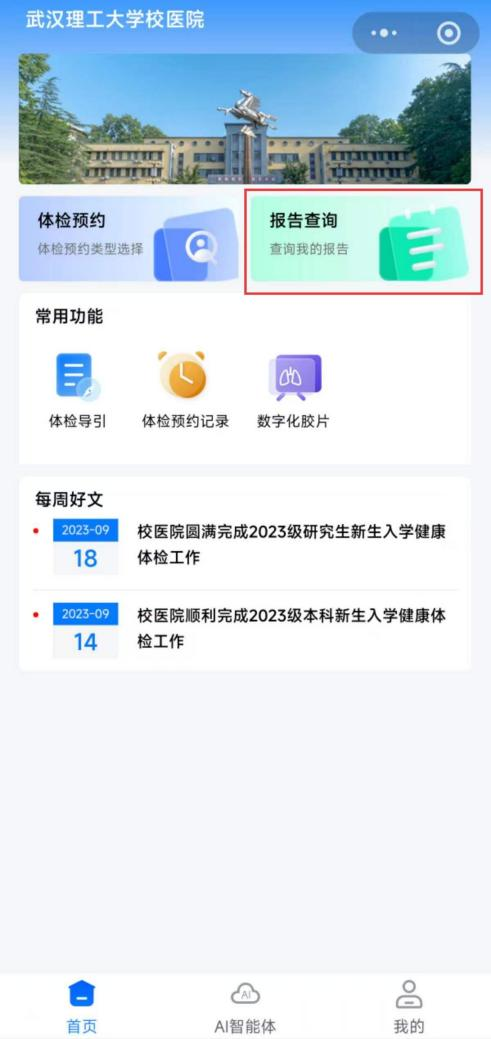 武汉理工大学校医院
体检预约
体检预约类型选择
报告查询
查询我的报告
常用功能
体检导引
体检预约记录
数字化胶片
每周好文
2023-09
18
校医院圆满完成2023级研究生新生入学健康
体检工作
2023-09
14
校医院顺利完成2023级本科新生入学健康体
检工作
AI
首页
AI智能体
我的